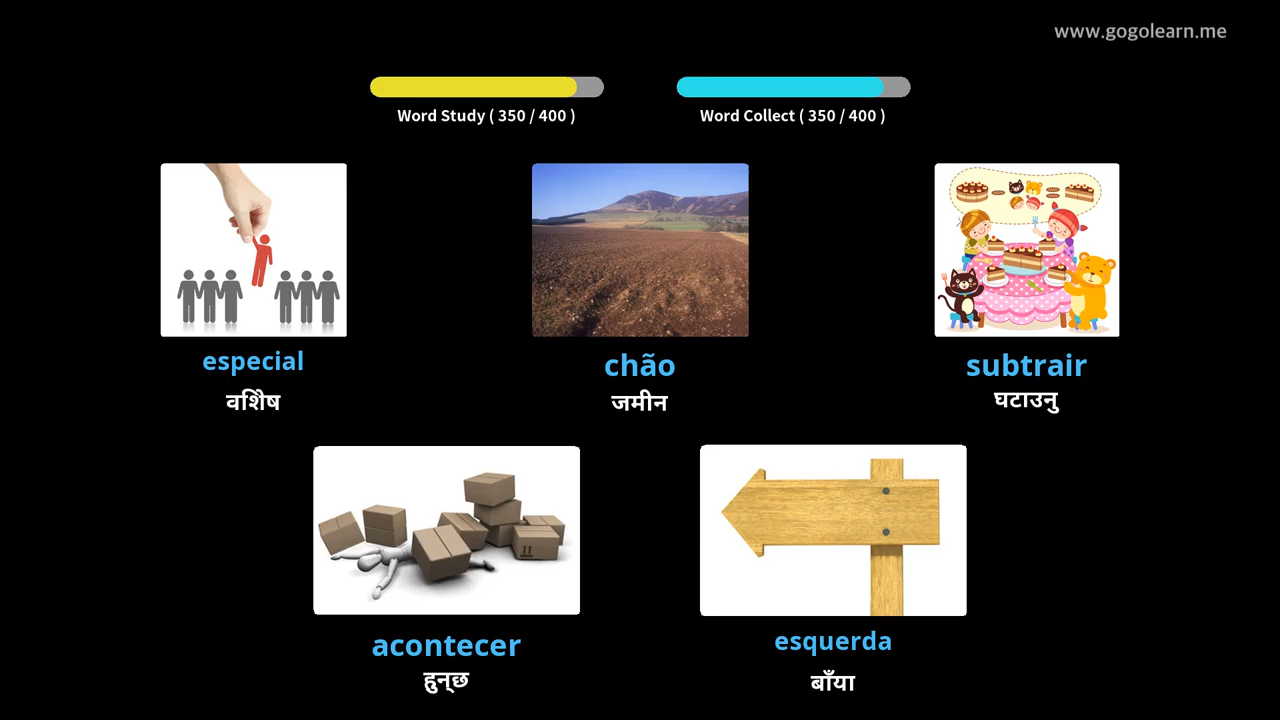 www.gogolearn.me
Word Study ( 350 / 400 )
Word Collect ( 350 / 400 )
especial
विशेष
chão
जमीन
subtrair
घटाउनु
acontecer
हुन्छ
esquerda
बाँया